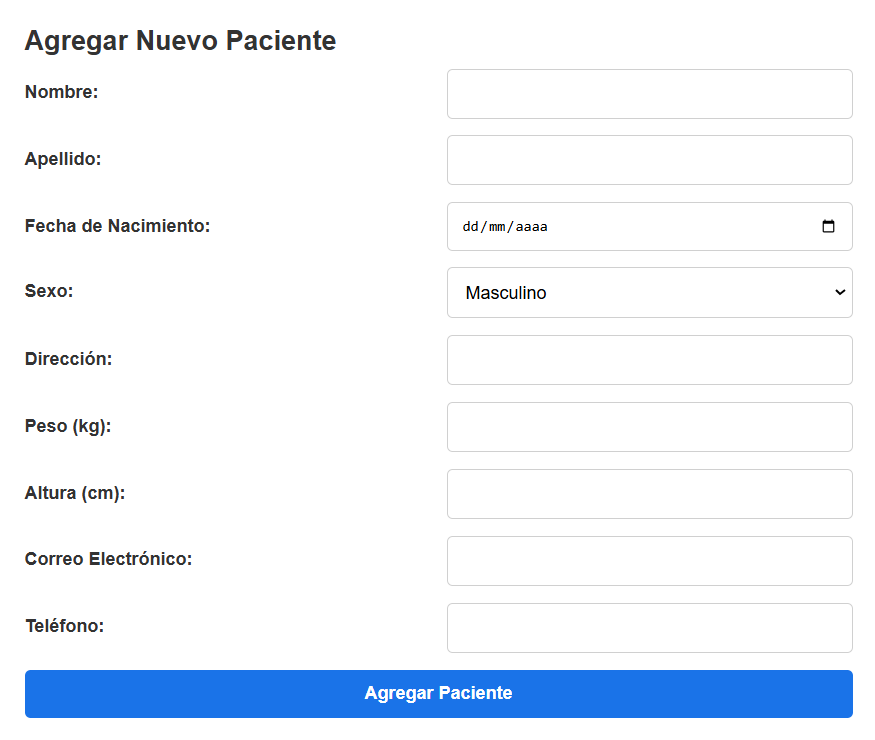 Agregar Nuevo Paciente
Nombre:
Apellido:
Fecha de Nacimiento:
dd/mm/aaaa
Sexo:
Masculino
Dirección:
Peso (kg):
Altura (cm):
Correo Electrónico:
Teléfono:
Agregar Paciente